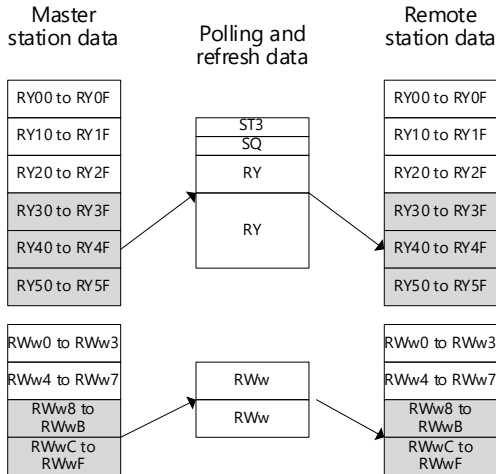 Master
station data
Polling and
refresh data
Remote
station data
RY00 to RY0F
RY10 to RY1F
RY20 to RY2F
RY30 to RY3F
RY40 to RY4F
RY50 to RY5F
RWw0 to RWw3
RWw4 to RWw7
RWw8 to
RWwB
RWwC to
RWwF
ST3
SQ
RY
RY
RWw
RWw
RY00 to RY0F
RY10 to RY1F
RY20 to RY2F
RY30 to RY3F
RY40 to RY4F
RY50 to RY5F
RWw0 to RWw3
RWw4 to RWw7
RWw8 to
RWwB
RWwC to
RWwF